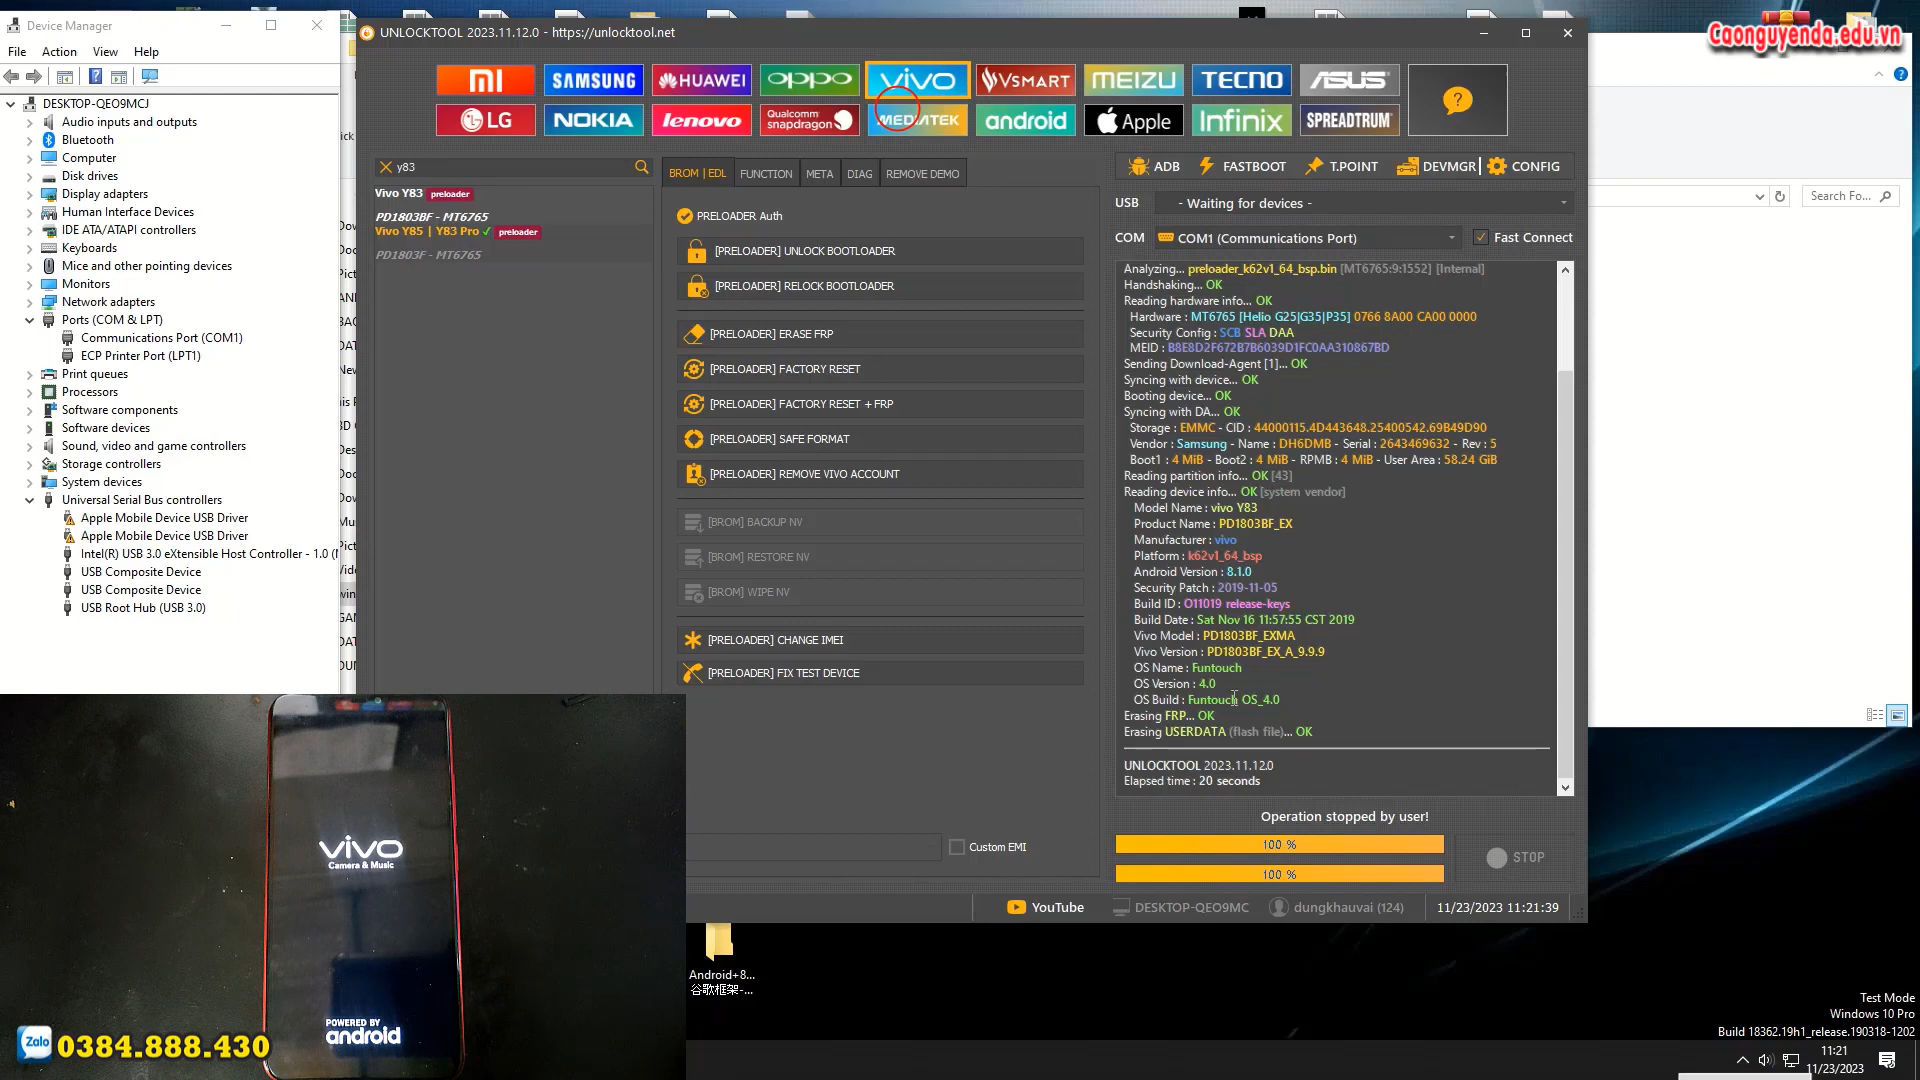 Device Manager
File Action View Help
DESKTOP-QEO9MCJ
Audio inputs and outputs
Bluetooth
Computer
Disk drives
Display adapters
Human Interface Devices
IDE ATA/ATAPI controllers
Keyboards
Mice and other pointing devices
Monitors
Network adapters
Ports (COM & LPT)
Communications Port (COM1)
ECP Printer Port (LPT1)
Print queues
Processors
Software components
Software devices
Sound, video and game controllers
Storage controllers
System devices
Universal Serial Bus controllers
Apple Mobile Device USB Driver
Apple Mobile Device USB Driver
Intel(R) USB 3.0 eXtensible Host Controller - 1.0 (
USB Composite Device
USB Composite Device
USB Root Hub (USB 3.0)
UNLOCKTOOL 2023.11.12.0 - https://unlocktool.net
mi SAMSUNG HUAWEI oppo vivo VSMART MEIZU TECNO ASUS
LG NOKIA lenovo Qualcomm snapdragon MEDIATEK android Apple Infinix SPREADTRUM
?
y83
Vivo Y83 preloader
PD1803BF - MT6765
Vivo Y85 | Y83 Pro ✓ preloader
PD1803F - MT6765
BROM | EDL FUNCTION META DIAG REMOVE DEMO
PRELOADER Auth
[PRELOADER] UNLOCK BOOTLOADER
[PRELOADER] RELOCK BOOTLOADER
[PRELOADER] ERASE FRP
[PRELOADER] FACTORY RESET
[PRELOADER] FACTORY RESET + FRP
[PRELOADER] SAFE FORMAT
[PRELOADER] REMOVE VIVO ACCOUNT
[BROM] BACKUP NV
[BROM] RESTORE NV
[BROM] WIPE NV
[PRELOADER] CHANGE IMEI
[PRELOADER] FIX TEST DEVICE
Custom EMI
ADB FASTBOOT T.POINT DEVMGR CONFIG
USB - Waiting for devices -
COM COM1 (Communications Port) Fast Connect
Analyzing... preloader_k62v1_64_bsp.bin [MT6765:9:1552] [Internal]
Handshaking... OK
Reading hardware info... OK
Hardware : MT6765 [Helio G25|G35|P35] 0766 8A00 CA00 0000
Security Config : SCB SLA DAA
MEID : B8E8D2F672B7B6039D1FC0AA310867BD
Sending Download-Agent [1]... OK
Syncing with device... OK
Booting device... OK
Syncing with DA... OK
Storage : EMMC - CID : 44000115.4D443648.25400542.69B49D90
Vendor : Samsung - Name : DH6DMB - Serial : 2643469632 - Rev : 5
Boot1 : 4 MiB - Boot2 : 4 MiB - RPMB : 4 MiB - User Area : 58.24 GiB
Reading partition info... OK [43]
Reading device info... OK [system vendor]
Model Name : vivo Y83
Product Name : PD1803BF_EX
Manufacturer : vivo
Platform : k62v1_64_bsp
Android Version : 8.1.0
Security Patch : 2019-11-05
Build ID : O11019 release-keys
Build Date : Sat Nov 16 11:57:55 CST 2019
Vivo Model : PD1803BF_EXMA
Vivo Version : PD1803BF_EX_A_9.9.9
OS Name : Funtouch
OS Version : 4.0
OS Build : Funtouch OS_4.0
Erasing FRP... OK
Erasing USERDATA (flash file)... OK
UNLOCKTOOL 2023.11.12.0
Elapsed time : 20 seconds
Operation stopped by user!
100 %
100 %
STOP
YouTube DESKTOP-QEO9MC dungkhauvai (124) 11/23/2023 11:21:39
Caonguyenda.edu.vn
Search Fo...
vivo
Camera & Music
POWERED BY
android
Zalo 0384.888.430
Android+8...
谷歌框架-...
Test Mode
Windows 10 Pro
Build 18362.19h1_release.190318-1202
11:21
11/23/2023